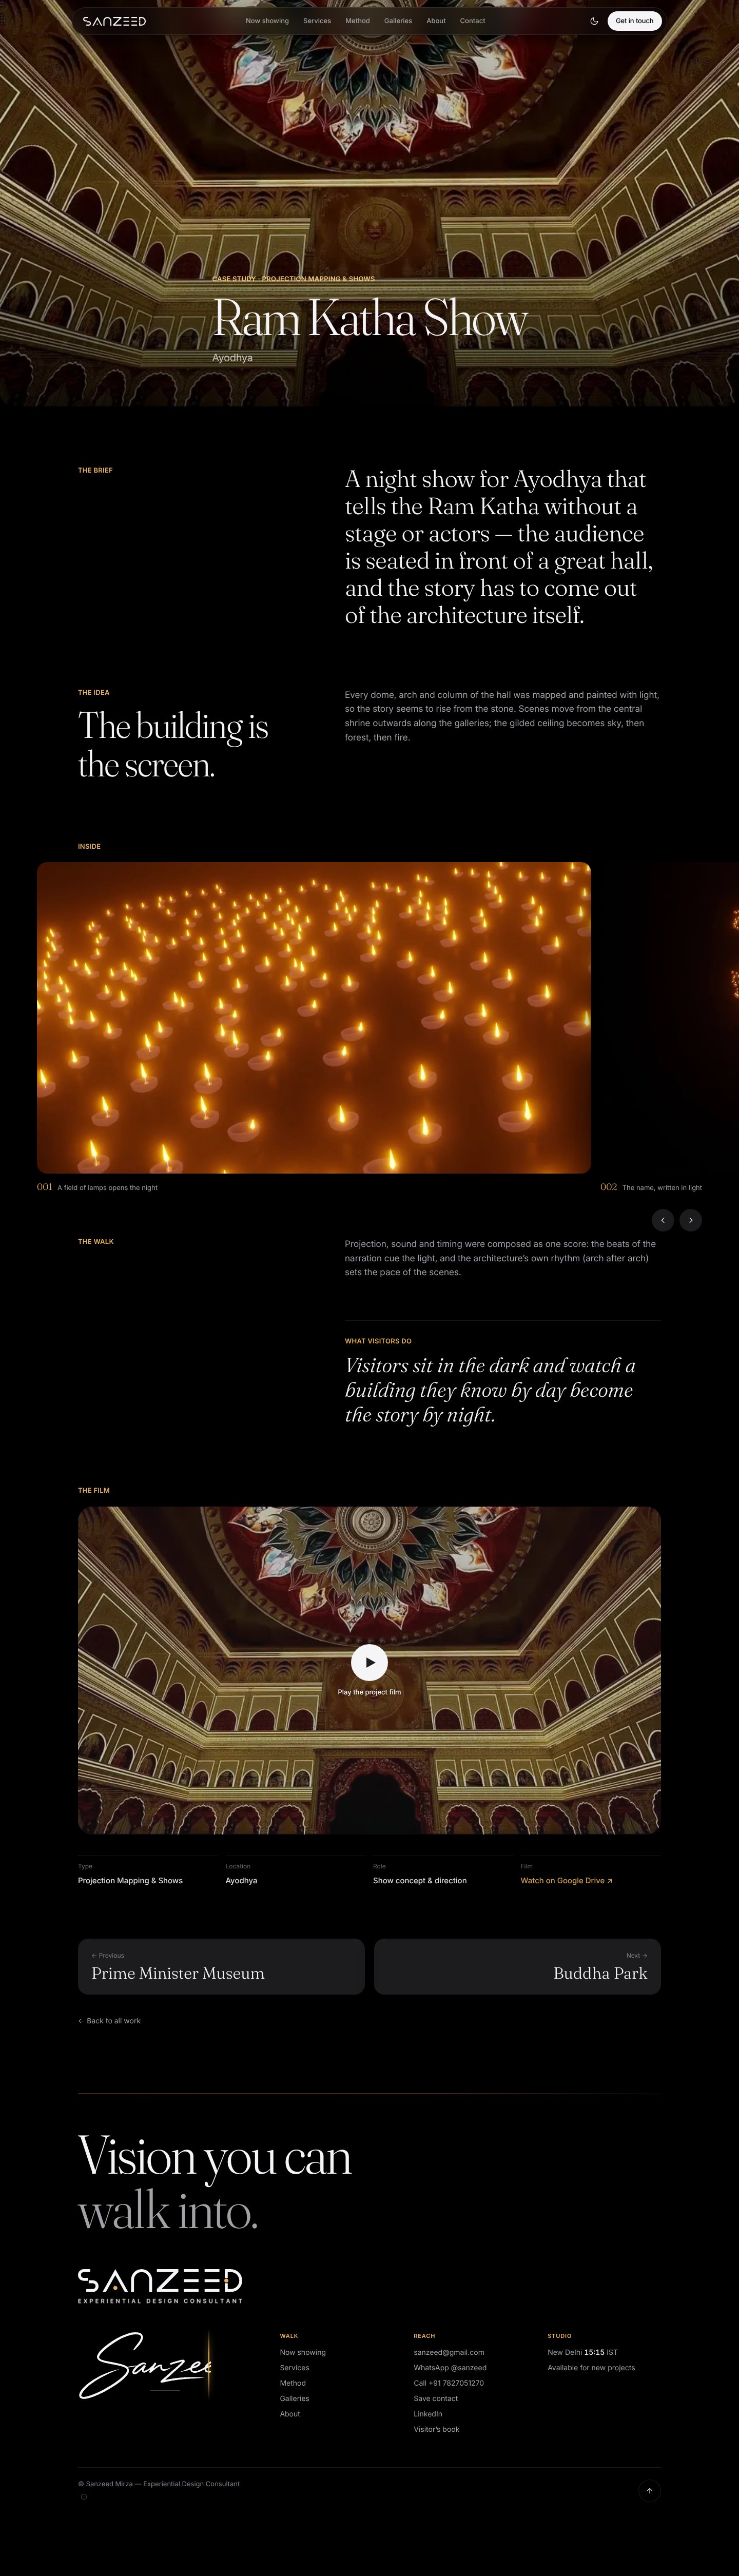 SANZEED
Now showing
Services
Method
Galleries
About
Contact
Get in touch
CASE STUDY · PROJECTION MAPPING & SHOWS
Ram Katha Show
Ayodhya
THE BRIEF
A night show for Ayodhya that
tells the Ram Katha without a
stage or actors — the audience
is seated in front of a great hall,
and the story has to come out
of the architecture itself.
THE IDEA
The building is
the screen.
Every dome, arch and column of the hall was mapped and painted with light,
so the story seems to rise from the stone. Scenes move from the central
shrine outwards along the galleries; the gilded ceiling becomes sky, then
forest, then fire.
INSIDE
001 A field of lamps opens the night
002 The name, written in light
THE WALK
Projection, sound and timing were composed as one score: the beats of the
narration cue the light, and the architecture’s own rhythm (arch after arch)
sets the pace of the scenes.
WHAT VISITORS DO
Visitors sit in the dark and watch a
building they know by day become
the story by night.
THE FILM
Play the project film
Type
Projection Mapping & Shows
Location
Ayodhya
Role
Show concept & direction
Film
Watch on Google Drive ↗
← Previous
Prime Minister Museum
Next →
Buddha Park
← Back to all work
Vision you can
walk into.
SANZEED
EXPERIENTIAL DESIGN CONSULTANT
Sanzee
WALK
Now showing
Services
Method
Galleries
About
REACH
sanzeed@gmail.com
WhatsApp @sanzeed
Call +91 7827051270
Save contact
LinkedIn
Visitor’s book
STUDIO
New Delhi 15:15 IST
Available for new projects
© Sanzeed Mirza — Experiential Design Consultant